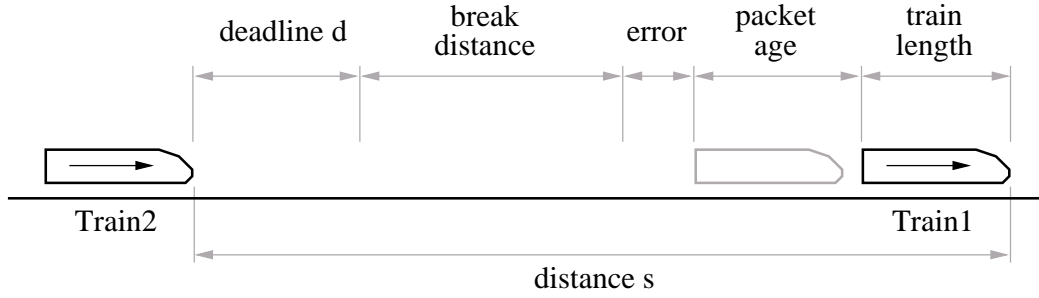 deadline d
break
distance
error
packet
age
train
length
Train2
Train1
distance s